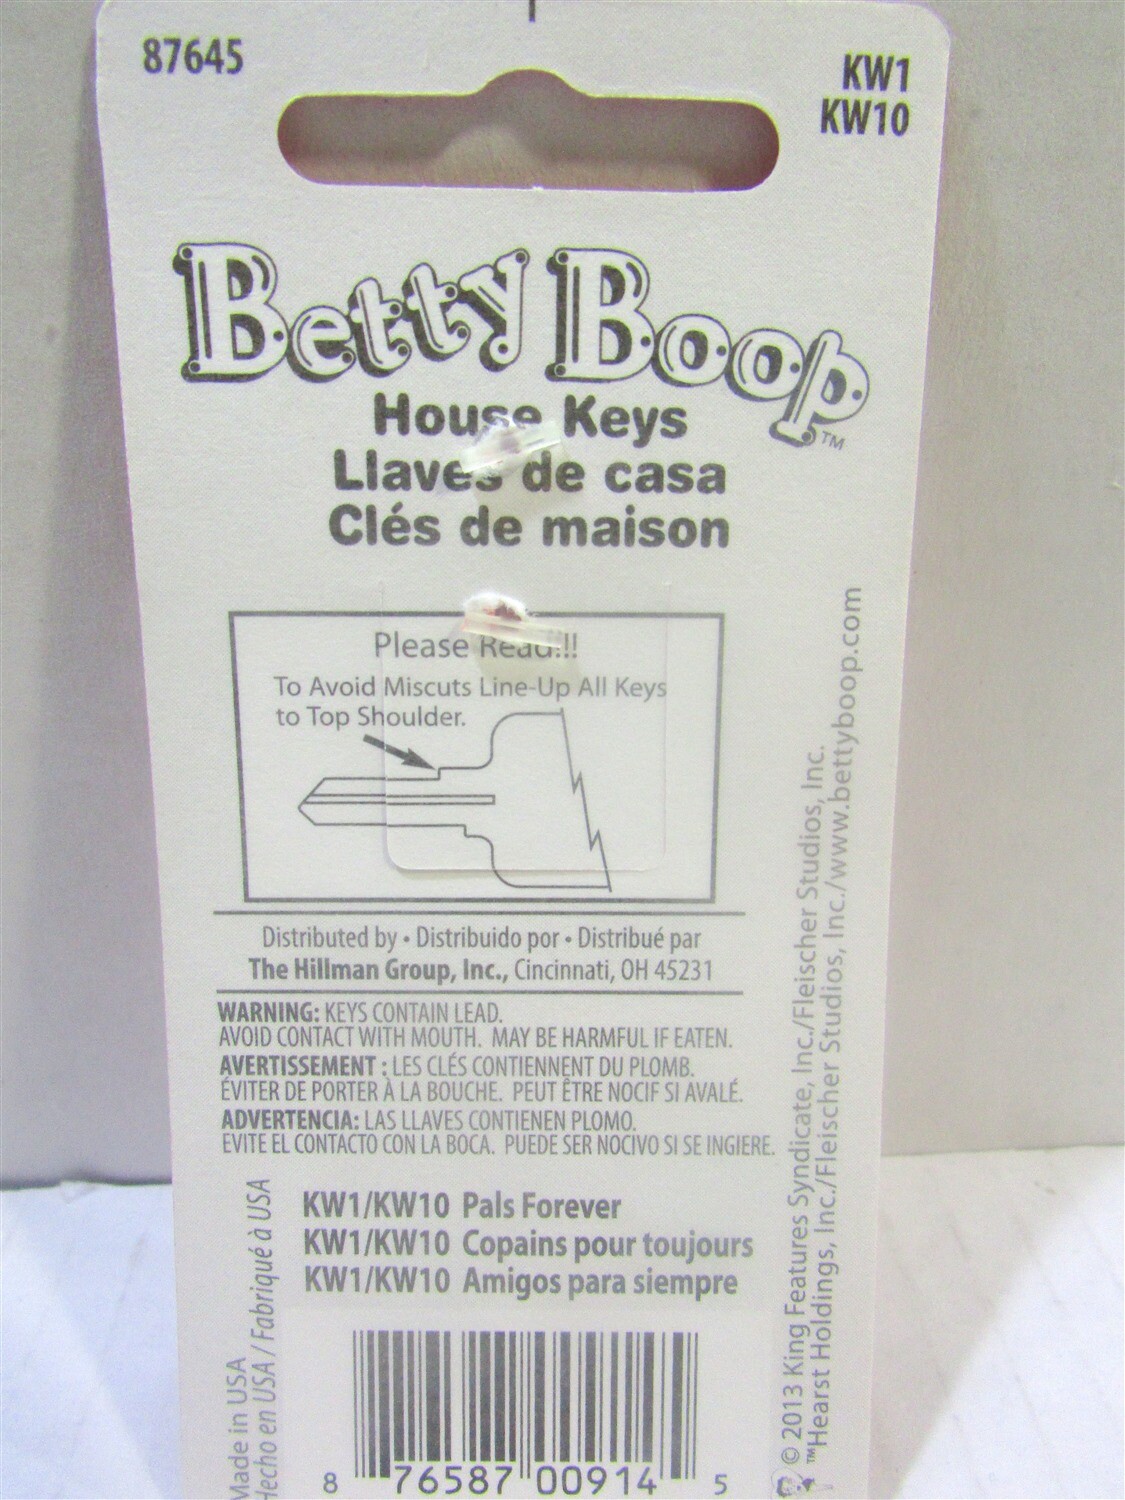 87645
KW1
KW10
Betty Boop™
House Keys
Llaves de casa
Clés de maison
Please Read!!!
To Avoid Miscuts Line-Up All Keys
to Top Shoulder.
Distributed by • Distribuido por • Distribué par
The Hillman Group, Inc., Cincinnati, OH 45231
WARNING: KEYS CONTAIN LEAD.
AVOID CONTACT WITH MOUTH. MAY BE HARMFUL IF EATEN.
AVERTISSEMENT : LES CLÉS CONTIENNENT DU PLOMB.
ÉVITER DE PORTER À LA BOUCHE. PEUT ÊTRE NOCIF SI AVALÉ.
ADVERTENCIA: LAS LLAVES CONTIENEN PLOMO.
EVITE EL CONTACTO CON LA BOCA. PUEDE SER NOCIVO SI SE INGIERE.
KW1/KW10 Pals Forever
KW1/KW10 Copains pour toujours
KW1/KW10 Amigos para siempre
8 76587 00914 5
Made in USA
Hecho en USA / Fabriqué à USA
© 2013 King Features Syndicate, Inc./Fleischer Studios, Inc.
™Hearst Holdings, Inc./Fleischer Studios, Inc./www.bettyboop.com